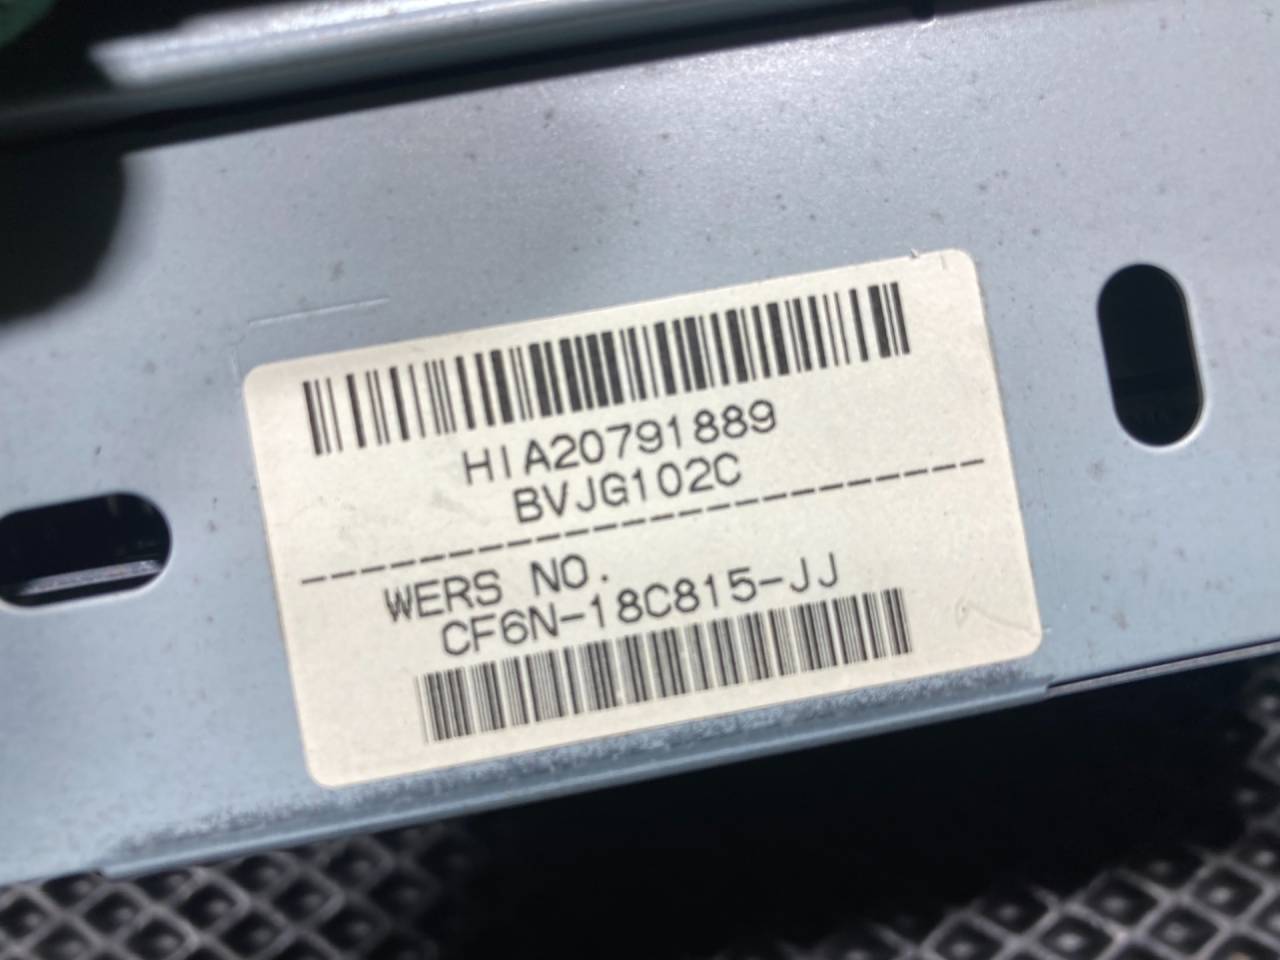 HIA20791889
BVJG102C
WERS NO.
CF6N-18C815-JJ